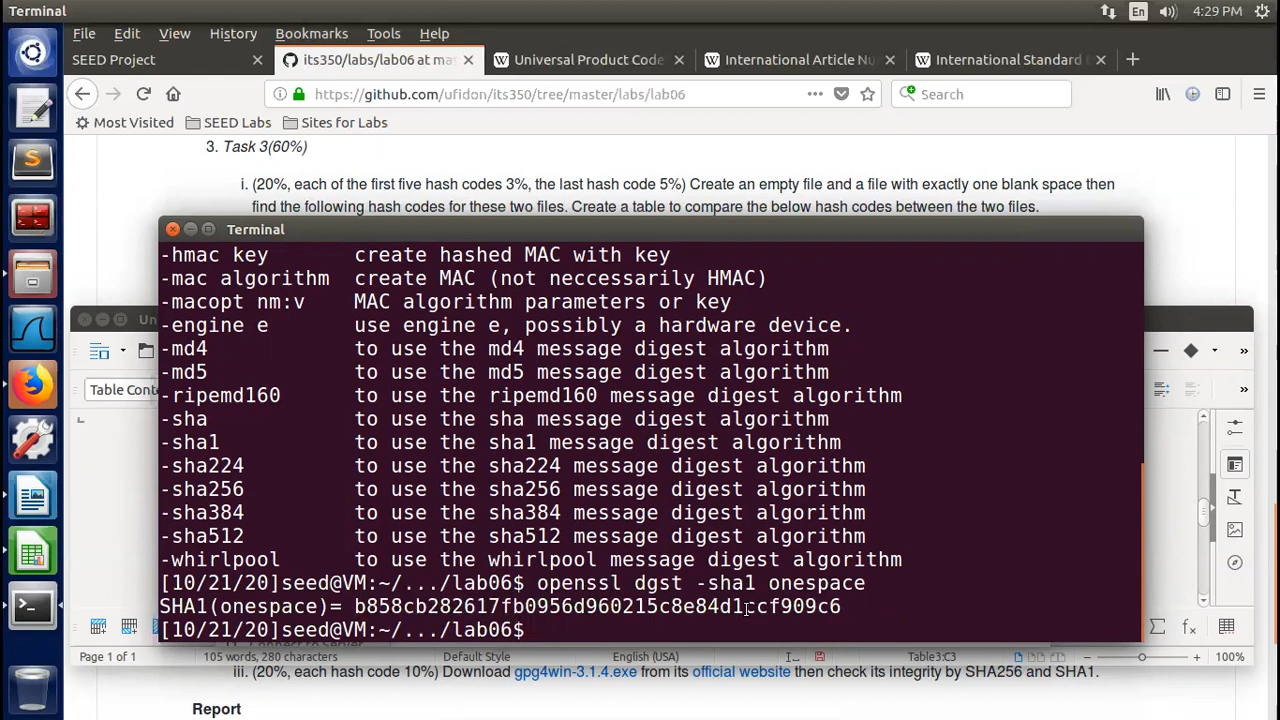 Terminal
En
4:29 PM
File Edit View History Bookmarks Tools Help
SEED Project
its350/labs/lab06 at ma
Universal Product Code
International Article Nu
International Standard
https://github.com/ufidon/its350/tree/master/labs/lab06
Search
Most Visited
SEED Labs
Sites for Labs
3. Task 3(60%)
i. (20%, each of the first five hash codes 3%, the last hash code 5%) Create an empty file and a file with exactly one blank space then
find the following hash codes for these two files. Create a table to compare the below hash codes between the two files.
Terminal
-hmac key create hashed MAC with key
-mac algorithm create MAC (not neccessarily HMAC)
-macopt nm:v MAC algorithm parameters or key
-engine e use engine e, possibly a hardware device.
-md4 to use the md4 message digest algorithm
-md5 to use the md5 message digest algorithm
-ripemd160 to use the ripemd160 message digest algorithm
-sha to use the sha message digest algorithm
-sha1 to use the sha1 message digest algorithm
-sha224 to use the sha224 message digest algorithm
-sha256 to use the sha256 message digest algorithm
-sha384 to use the sha384 message digest algorithm
-sha512 to use the sha512 message digest algorithm
-whirlpool to use the whirlpool message digest algorithm
[10/21/20]seed@VM:~/.../lab06$ openssl dgst -sha1 onespace
SHA1(onespace)= b858cb282617fb0956d960215c8e84d1ccf909c6
[10/21/20]seed@VM:~/.../lab06$
Un
Table Con
Page 1 of 1
105 words, 280 characters
Default Style
English (USA)
Table3:C3
100%
iii. (20%, each hash code 10%) Download gpg4win-3.1.4.exe from its official website then check its integrity by SHA256 and SHA1.
Report